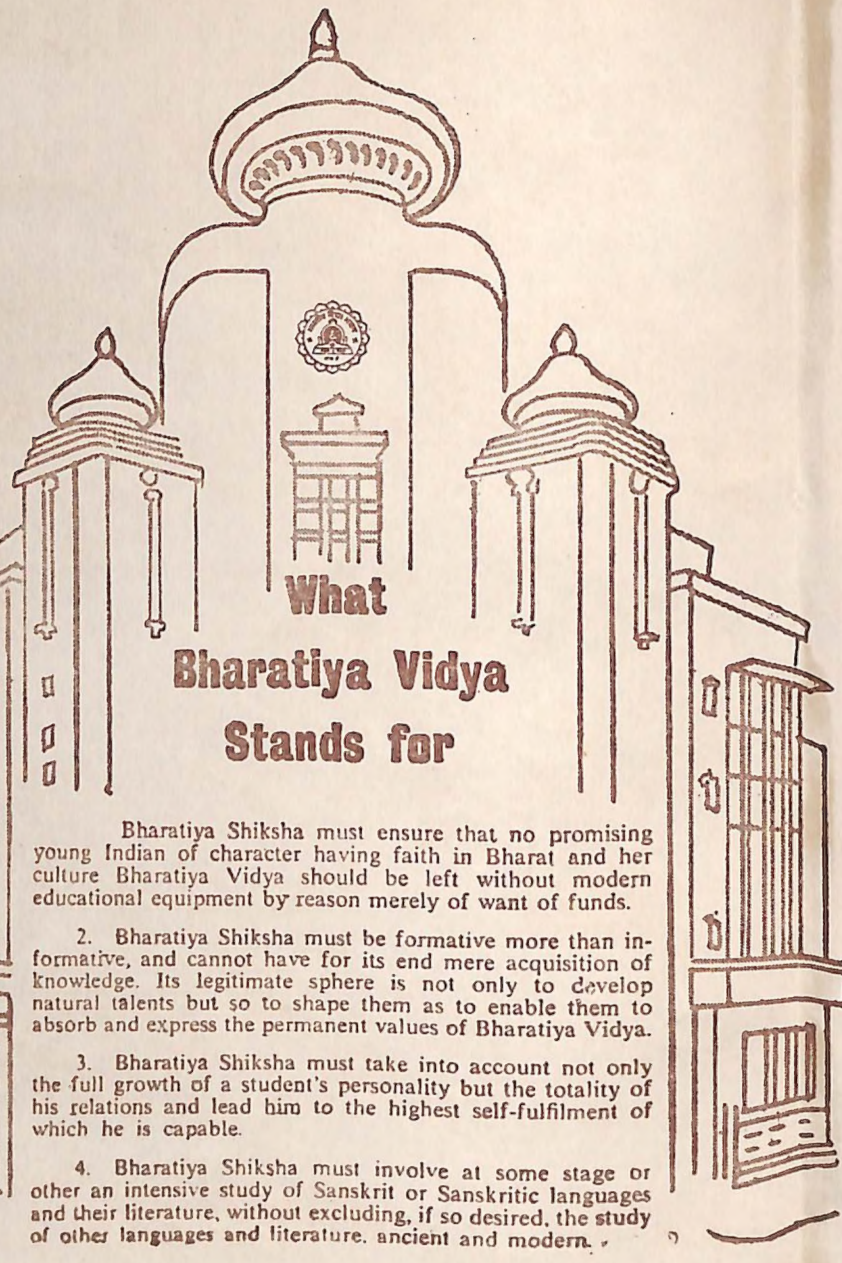 What
Bharatiya Vidya
Stands for
Bharatiya Shiksha must ensure that no promising
young Indian of character having faith in Bharat and her
culture Bharatiya Vidya should be left without modern
educational equipment by reason merely of want of funds.
2. Bharatiya Shiksha must be formative more than in-
formative, and cannot have for its end mere acquisition of
knowledge. Its legitimate sphere is not only to develop
natural talents but so to shape them as to enable them to
absorb and express the permanent values of Bharatiya Vidya.
3. Bharatiya Shiksha must take into account not only
the full growth of a student's personality but the totality of
his relations and lead him to the highest self-fulfilment of
which he is capable.
4. Bharatiya Shiksha must involve at some stage or
other an intensive study of Sanskrit or Sanskritic languages
and their literature, without excluding, if so desired, the study
of other languages and literature. ancient and modern.